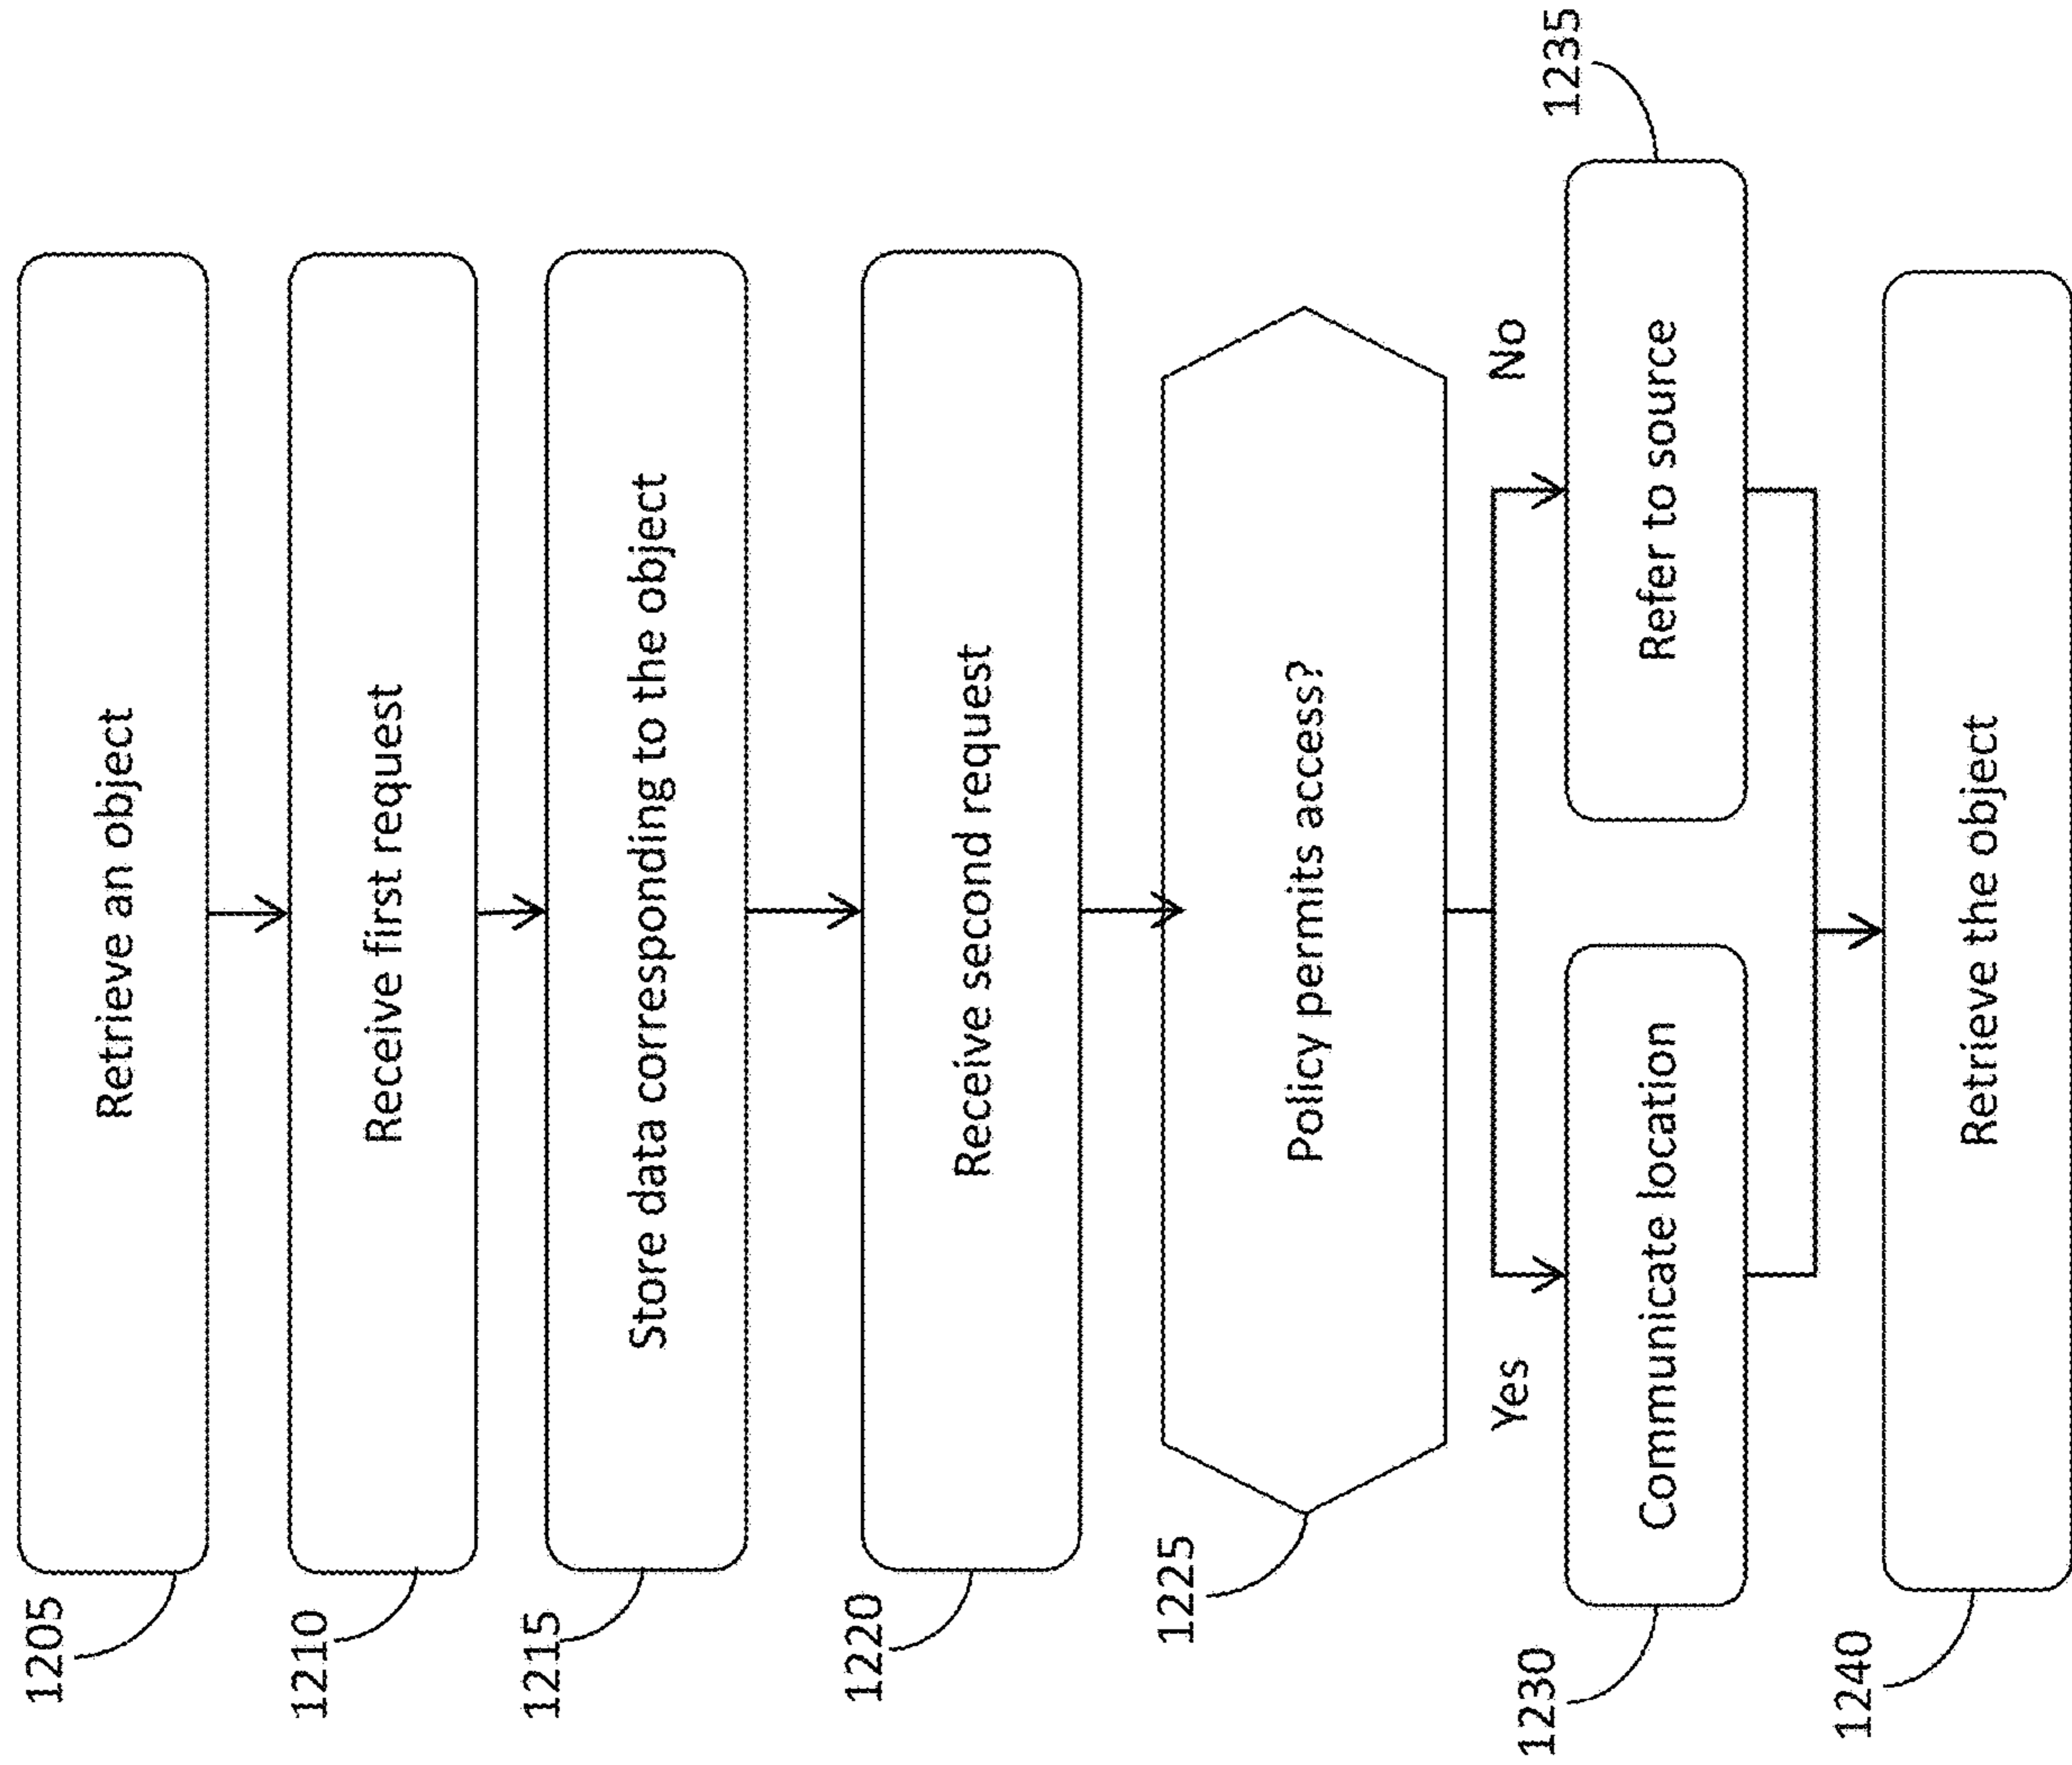 1205
Retrieve an object
1210
Receive first request
1215
Store data corresponding to the object
1220
Receive second request
1225
Policy permits access?
Yes
No
1230
Communicate location
1235
Refer to source
1240
Retrieve the object